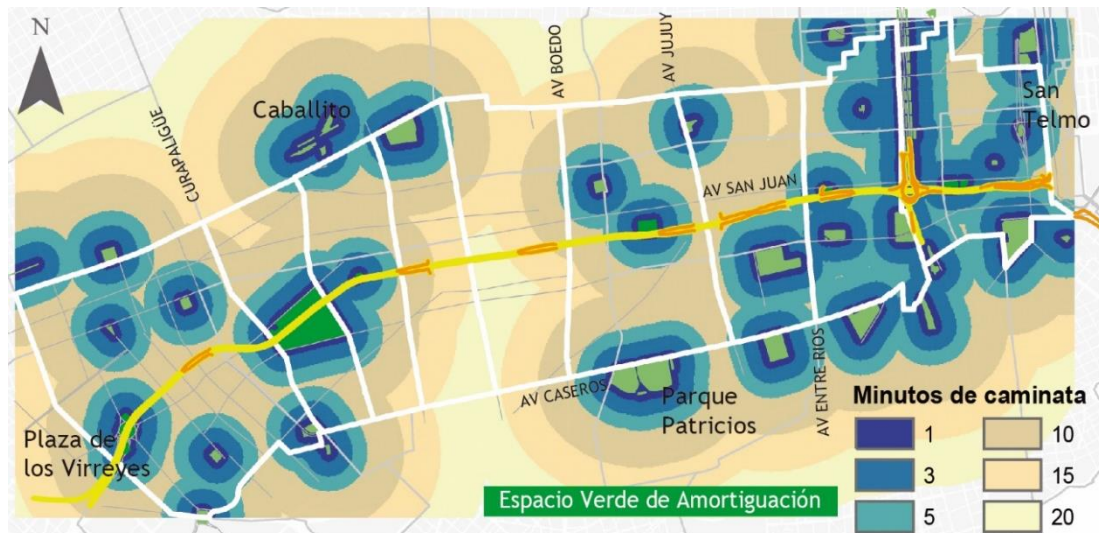 N
Caballito
CURAPALIGÜE
AV BOEDO
AV JUJUY
San
Telmo
AV SAN JUAN
AV CASEROS
Parque
Patricios
AV ENTRE RIOS
Plaza de
los Virreyes
Espacio Verde de Amortiguación
Minutos de caminata
1
3
5
10
15
20